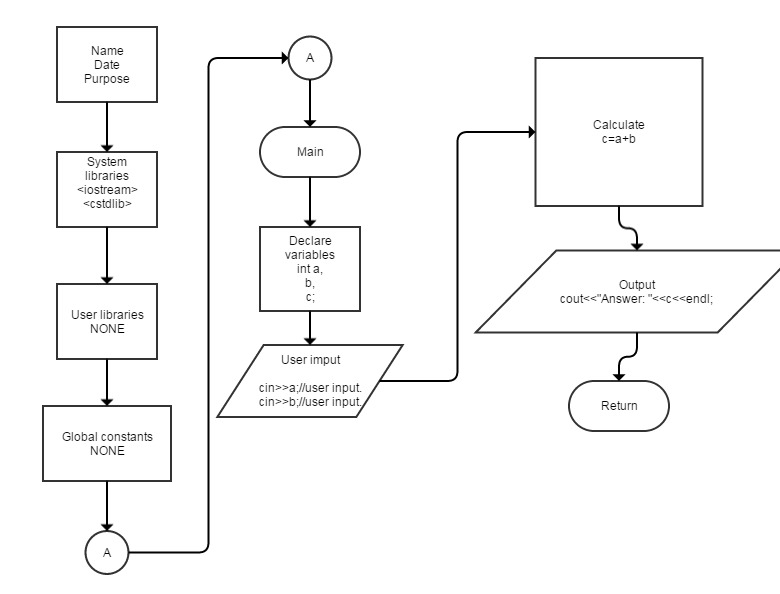 Name
Date
Purpose
System
libraries
<iostream>
<cstdlib>
User libraries
NONE
Global constants
NONE
A
A
Main
Declare
variables
int a,
b,
c;
User imput
cin>>a;//user input.
cin>>b;//user input.
Calculate
c=a+b
Output
cout<<"Answer: "<<c<<endl;
Return